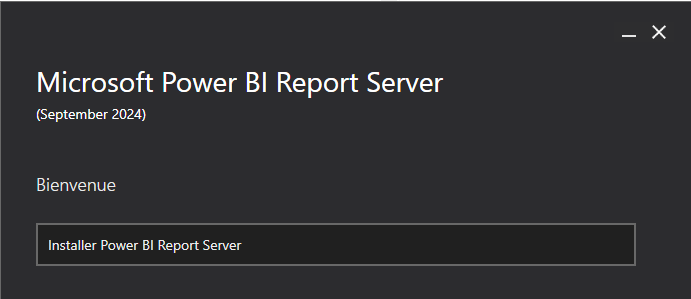 Microsoft Power BI Report Server
(September 2024)
Bienvenue
Installer Power BI Report Server